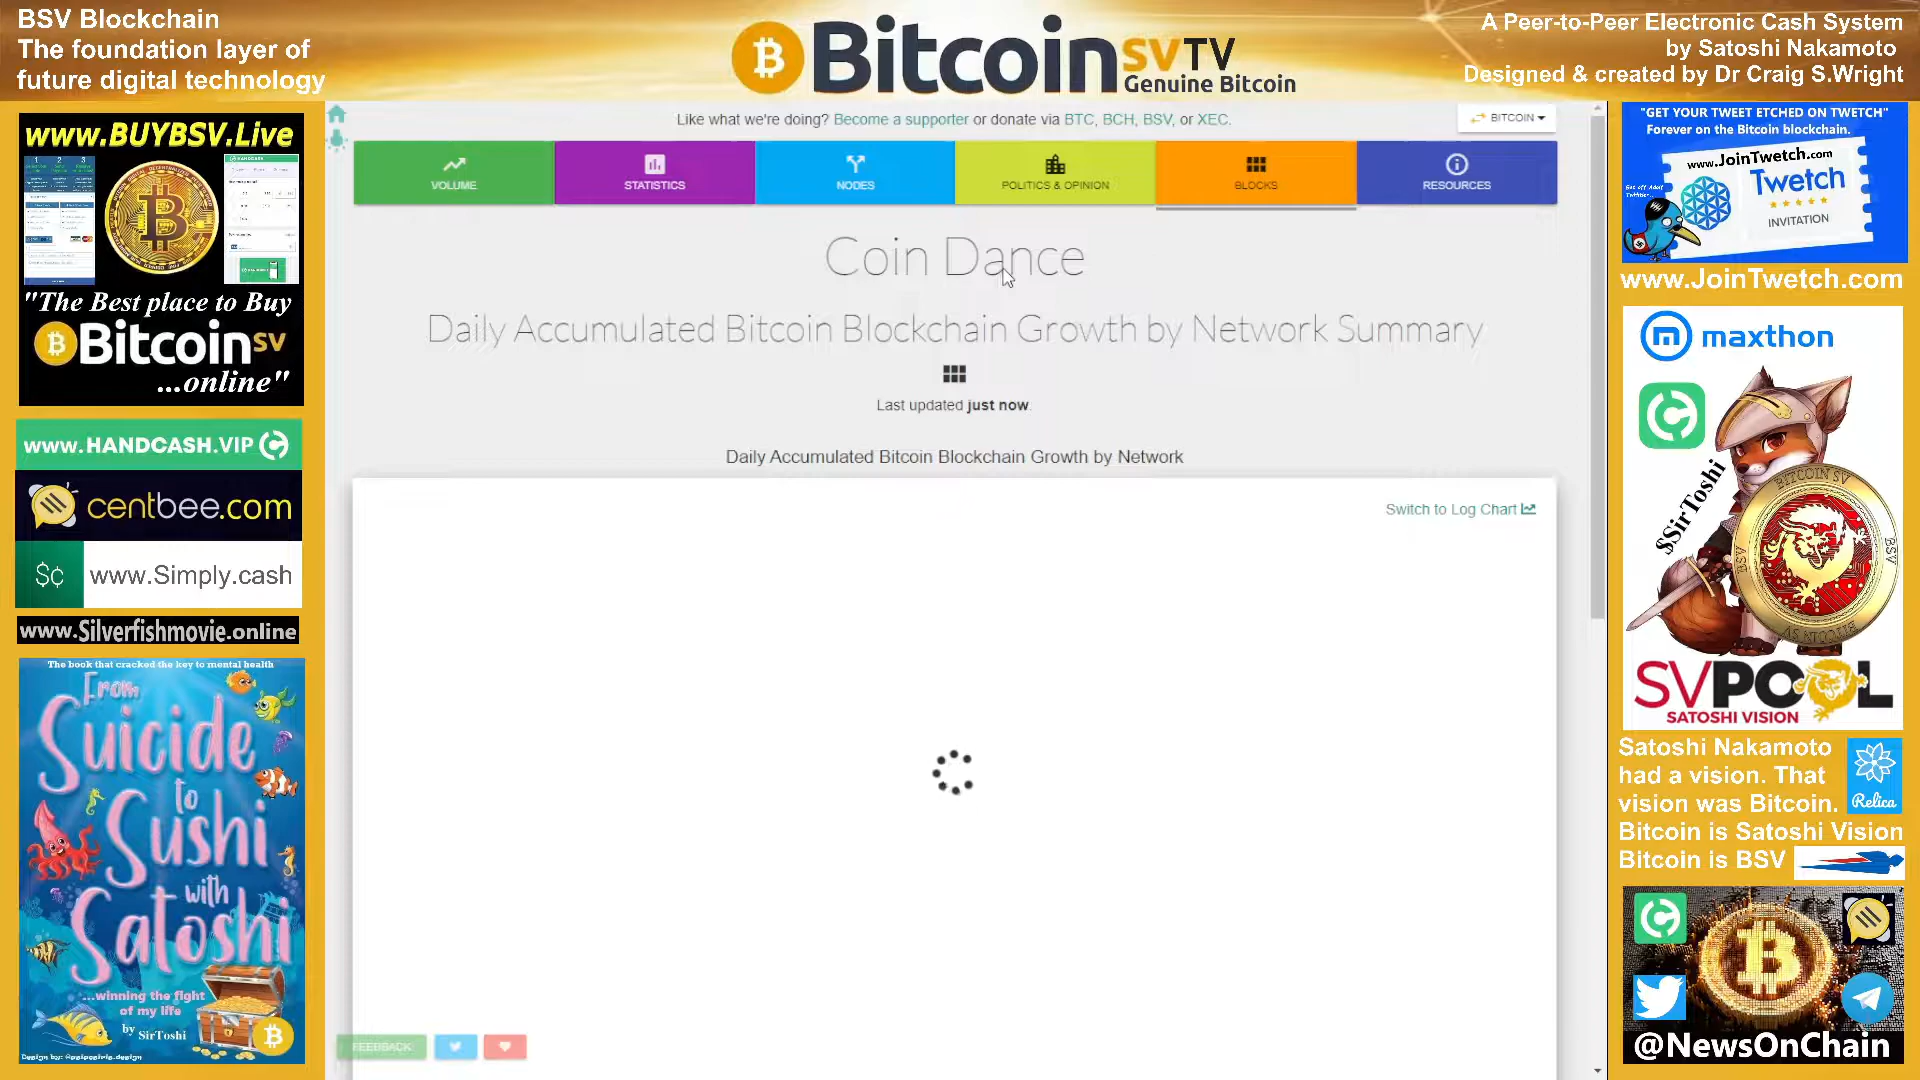 BSV Blockchain
The foundation layer of
future digital technology
Bitcoin SV TV
Genuine Bitcoin
A Peer-to-Peer Electronic Cash System
by Satoshi Nakamoto
Designed & created by Dr Craig S.Wright
www.BUYBSV.Live
1 2 3
"The Best place to Buy
Bitcoin SV
...online"
www.HANDCASH.VIP
centbee.com
$c www.Simply.cash
www.Silverfishmovie.online
The book that cracked the key to mental health
From
Suicide
to
Sushi
with
Satoshi
...winning the fight
of my life
by SirToshi
Like what we're doing? Become a supporter or donate via BTC, BCH, BSV, or XEC.
BITCOIN
VOLUME
STATISTICS
NODES
POLITICS & OPINION
BLOCKS
RESOURCES
Coin Dance
Daily Accumulated Bitcoin Blockchain Growth by Network Summary
Last updated just now.
Daily Accumulated Bitcoin Blockchain Growth by Network
Switch to Log Chart
FEEDBACK
"GET YOUR TWEET ETCHED ON TWETCH"
Forever on the Bitcoin blockchain.
www.JoinTwetch.com
Twetch
INVITATION
www.JoinTwetch.com
maxthon
$SirToshi
BITCOIN SV
BSV
BSV
SVPOOL
SATOSHI VISION
Satoshi Nakamoto
had a vision. That
vision was Bitcoin.
Relica
Bitcoin is Satoshi Vision
Bitcoin is BSV
@NewsOnChain